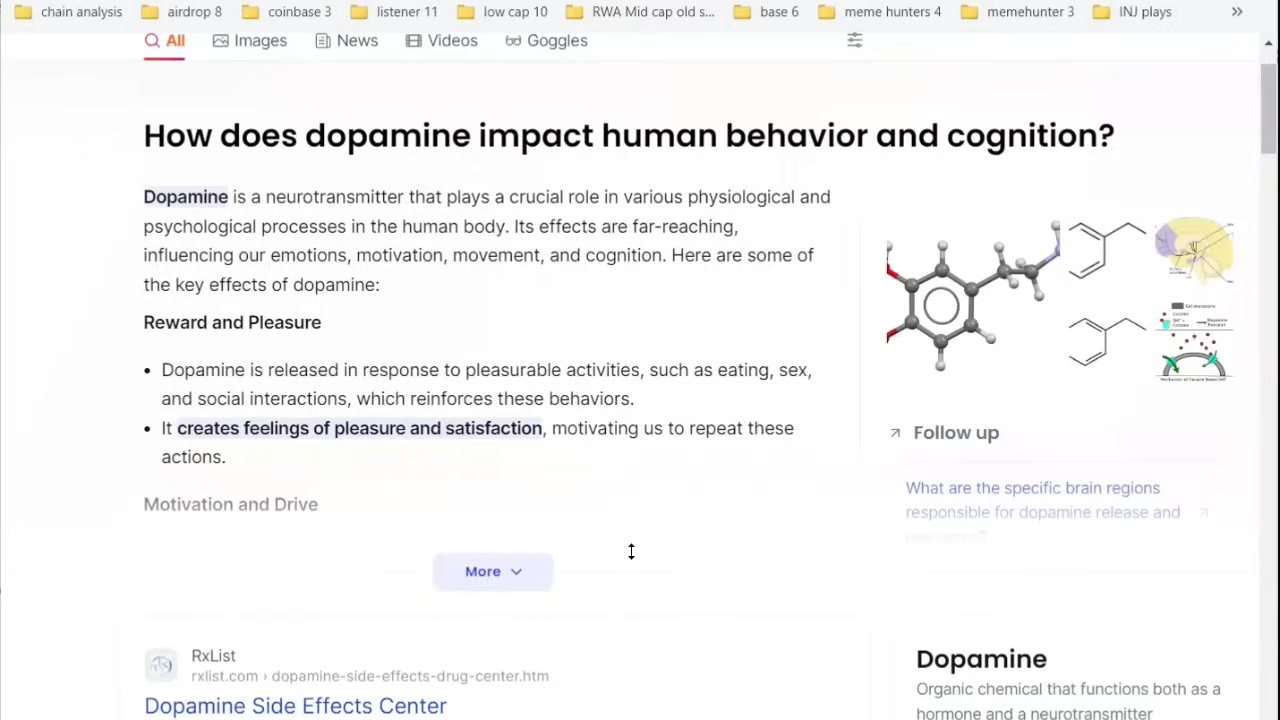 chain analysis airdrop 8 coinbase 3 listener 11 low cap 10 RWA Mid cap old s... base 6 meme hunters 4 memehunter 3 INJ plays »
All Images News Videos Goggles
How does dopamine impact human behavior and cognition?
Dopamine is a neurotransmitter that plays a crucial role in various physiological and
psychological processes in the human body. Its effects are far-reaching,
influencing our emotions, motivation, movement, and cognition. Here are some of
the key effects of dopamine:
Reward and Pleasure
• Dopamine is released in response to pleasurable activities, such as eating, sex,
and social interactions, which reinforces these behaviors.
• It creates feelings of pleasure and satisfaction, motivating us to repeat these
actions.
Motivation and Drive
More
Follow up
What are the specific brain regions
responsible for dopamine release and
RxList
rxlist.com › dopamine-side-effects-drug-center.htm
Dopamine Side Effects Center
Dopamine
Organic chemical that functions both as a
hormone and a neurotransmitter